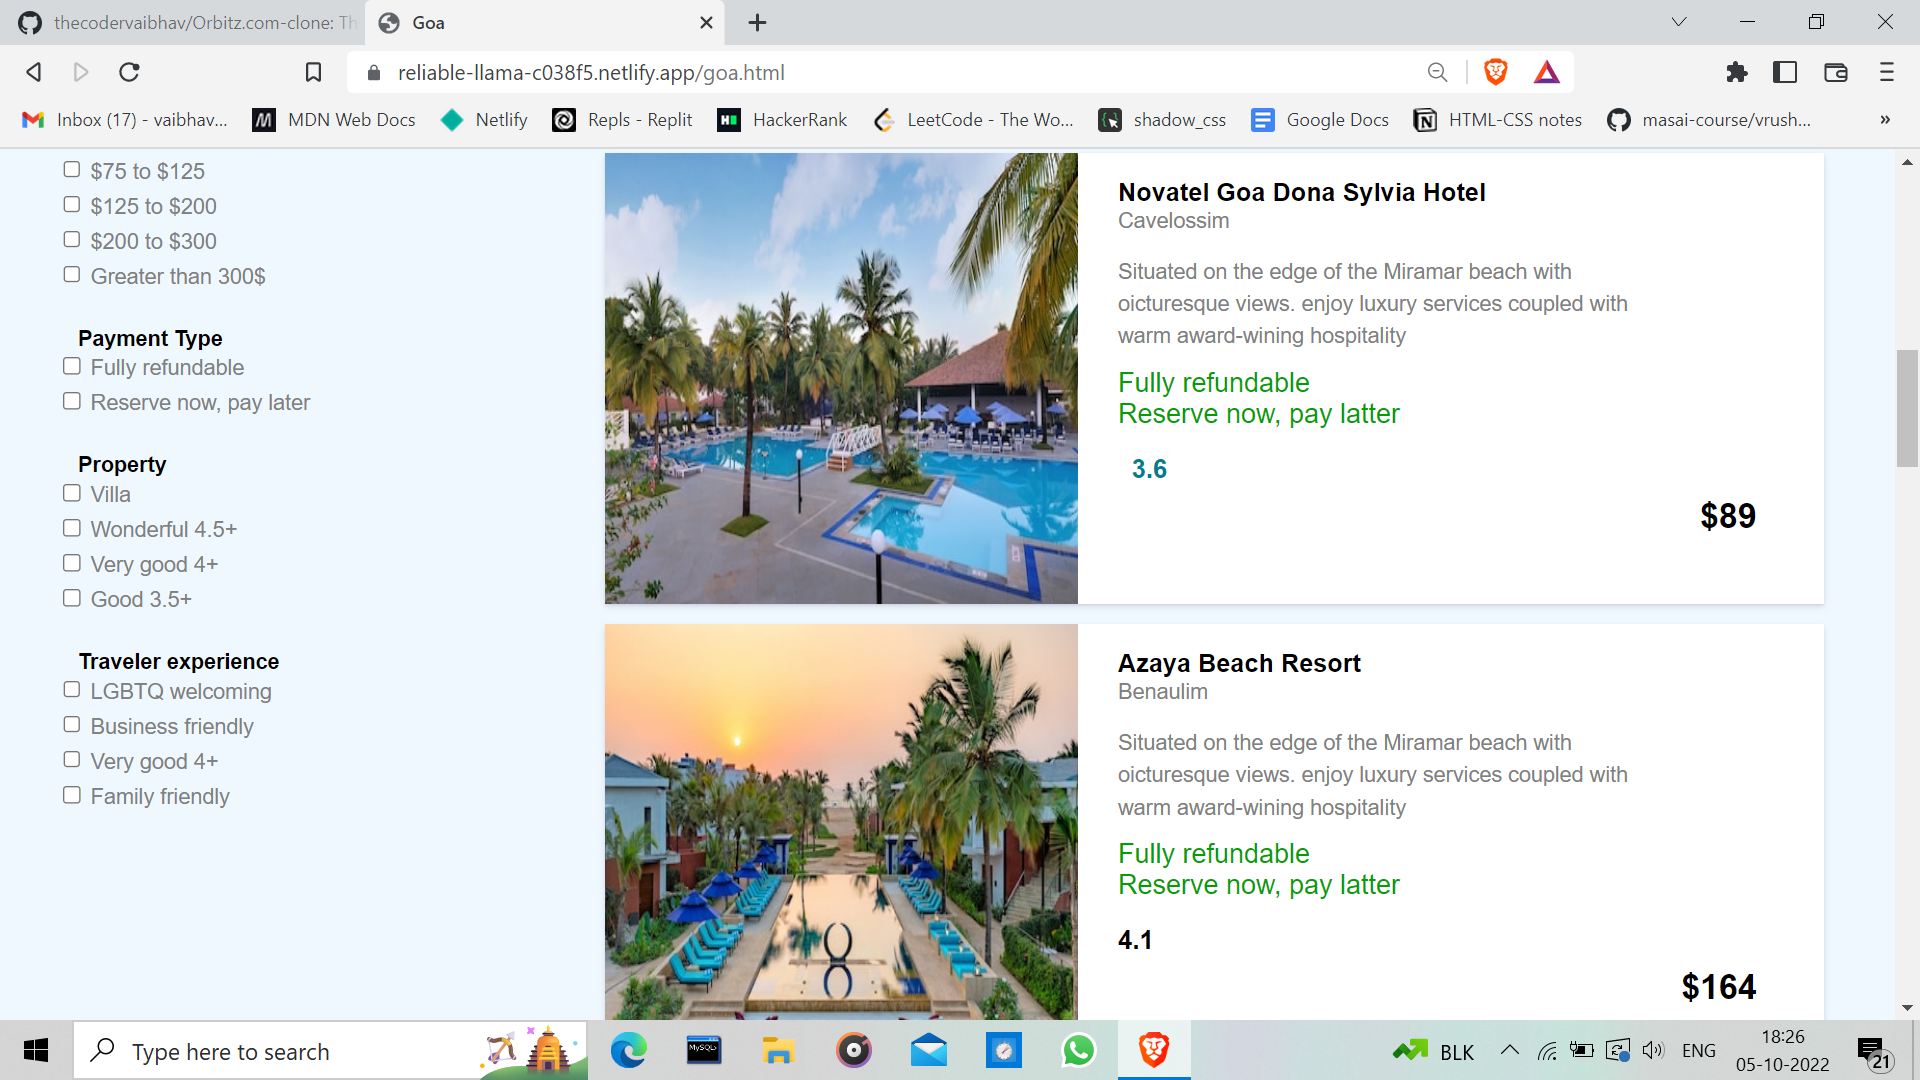 thecodervaibhav/Orbitz.com-clone: Th
Goa
reliable-llama-c038f5.netlify.app/goa.html
Inbox (17) - vaibhav...
MDN Web Docs
Netlify
Repls - Replit
HackerRank
LeetCode - The Wo...
shadow_css
Google Docs
HTML-CSS notes
masai-course/vrush...
»
$75 to $125
$125 to $200
$200 to $300
Greater than 300$
Payment Type
Fully refundable
Reserve now, pay later
Property
Villa
Wonderful 4.5+
Very good 4+
Good 3.5+
Traveler experience
LGBTQ welcoming
Business friendly
Very good 4+
Family friendly
Novatel Goa Dona Sylvia Hotel
Cavelossim
Situated on the edge of the Miramar beach with
oicturesque views. enjoy luxury services coupled with
warm award-wining hospitality
Fully refundable
Reserve now, pay latter
3.6
$89
Azaya Beach Resort
Benaulim
Situated on the edge of the Miramar beach with
oicturesque views. enjoy luxury services coupled with
warm award-wining hospitality
Fully refundable
Reserve now, pay latter
4.1
$164
Type here to search
MySQL
BLK
ENG
18:26
05-10-2022
21